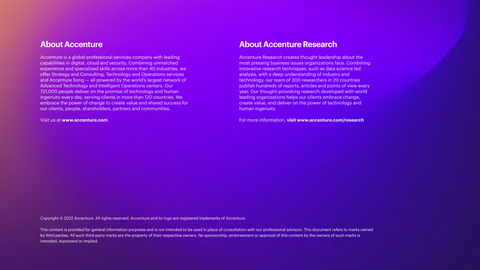 About Accenture
Accenture is a global professional services company with leading
capabilities in digital, cloud and security. Combining unmatched
experience and specialized skills across more than 40 industries, we
offer Strategy and Consulting, Technology and Operations services
and Accenture Song — all powered by the world's largest network of
Advanced Technology and Intelligent Operations centers. Our
721,000 people deliver on the promise of technology and human
ingenuity every day, serving clients in more than 120 countries. We
embrace the power of change to create value and shared success for
our clients, people, shareholders, partners and communities.
Visit us at www.accenture.com
About Accenture Research
Accenture Research creates thought leadership about the
most pressing business issues organizations face. Combining
innovative research techniques, such as data science led
analysis, with a deep understanding of industry and
technology, our team of 300 researchers in 20 countries
publish hundreds of reports, articles and points of view every
year. Our thought-provoking research developed with world
leading organizations helps our clients embrace change,
create value, and deliver on the power of technology and
human ingenuity.
For more information, visit www.accenture.com/research
Copyright © 2022 Accenture. All rights reserved. Accenture and its logo are registered trademarks of Accenture.
This content is provided for general information purposes and is not intended to be used in place of consultation with our professional advisors. This document refers to marks owned
by third parties. All such third-party marks are the property of their respective owners. No sponsorship, endorsement or approval of this content by the owners of such marks is
intended, expressed or implied.